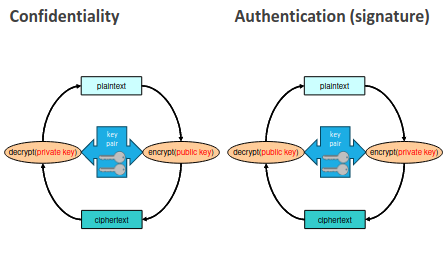 Confidentiality
Authentication (signature)
plaintext
key
pair
decrypt(private key)
encrypt(public key)
ciphertext
plaintext
key
pair
decrypt(public key)
encrypt(private key)
ciphertext